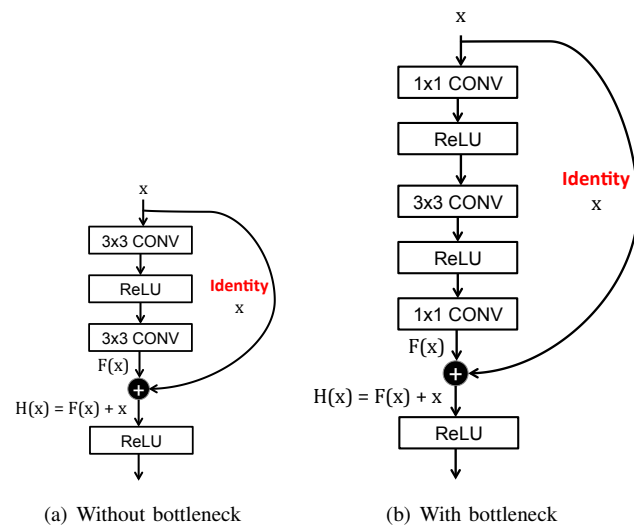 x
3x3 CONV
ReLU
Identity
x
3x3 CONV
F(x)
+
H(x) = F(x) + x
ReLU
(a) Without bottleneck
x
1x1 CONV
ReLU
Identity
x
3x3 CONV
ReLU
1x1 CONV
F(x)
+
H(x) = F(x) + x
ReLU
(b) With bottleneck